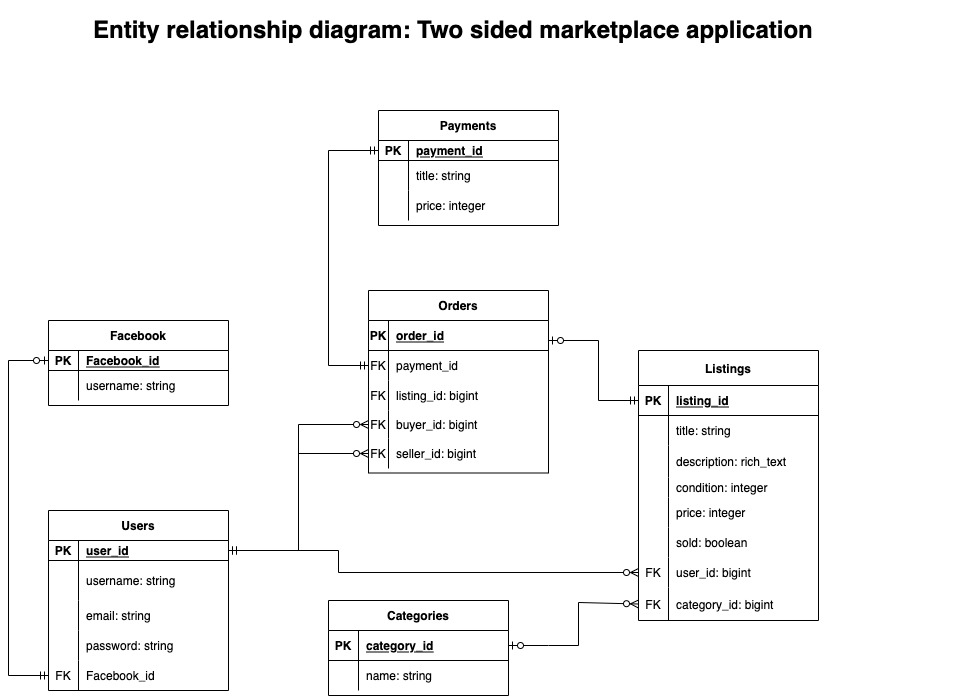 Entity relationship diagram: Two sided marketplace application
Payments
PK payment_id
title: string
price: integer
Orders
PK order_id
FK payment_id
FK listing_id: bigint
FK buyer_id: bigint
FK seller_id: bigint
Facebook
PK Facebook_id
username: string
Listings
PK listing_id
title: string
description: rich_text
condition: integer
price: integer
sold: boolean
FK user_id: bigint
FK category_id: bigint
Users
PK user_id
username: string
email: string
password: string
FK Facebook_id
Categories
PK category_id
name: string